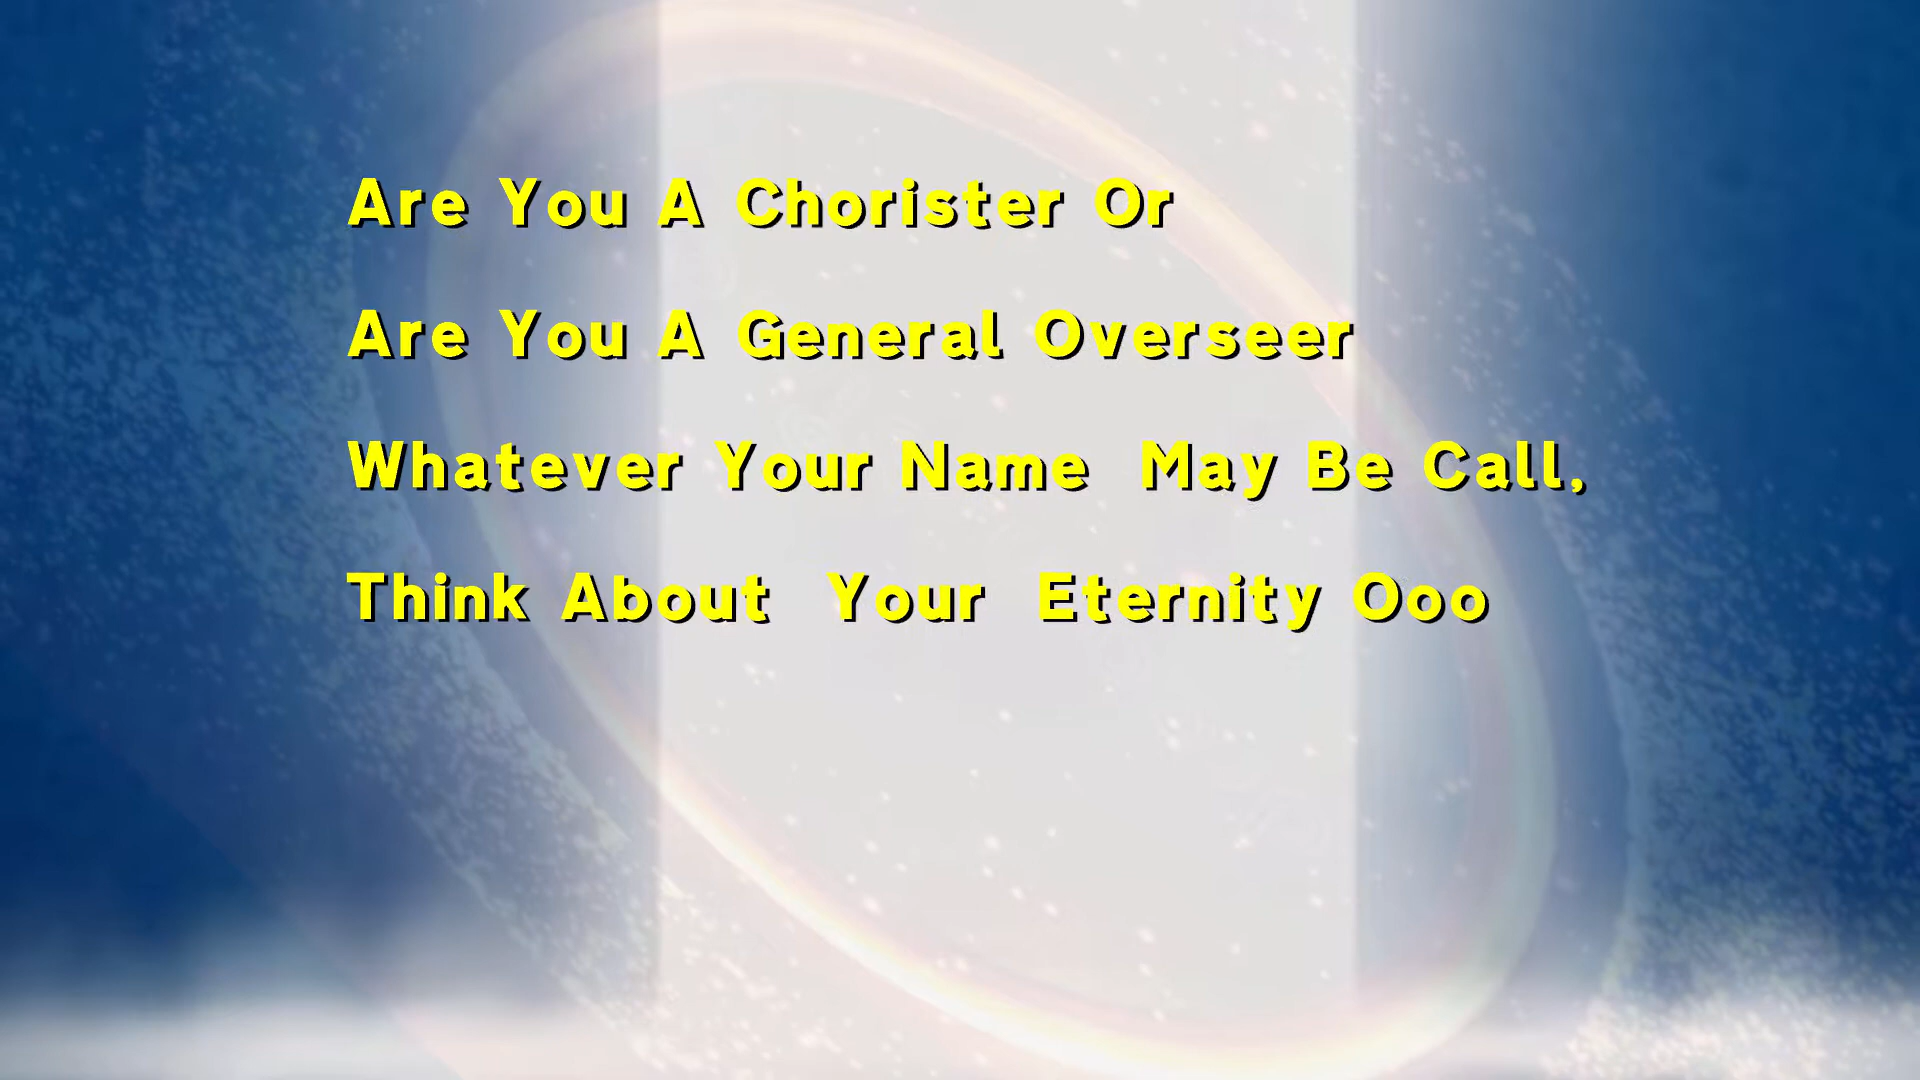 Are You A Chorister Or
Are You A General Overseer
Whatever Your Name May Be Call,
Think About Your Eternity Ooo